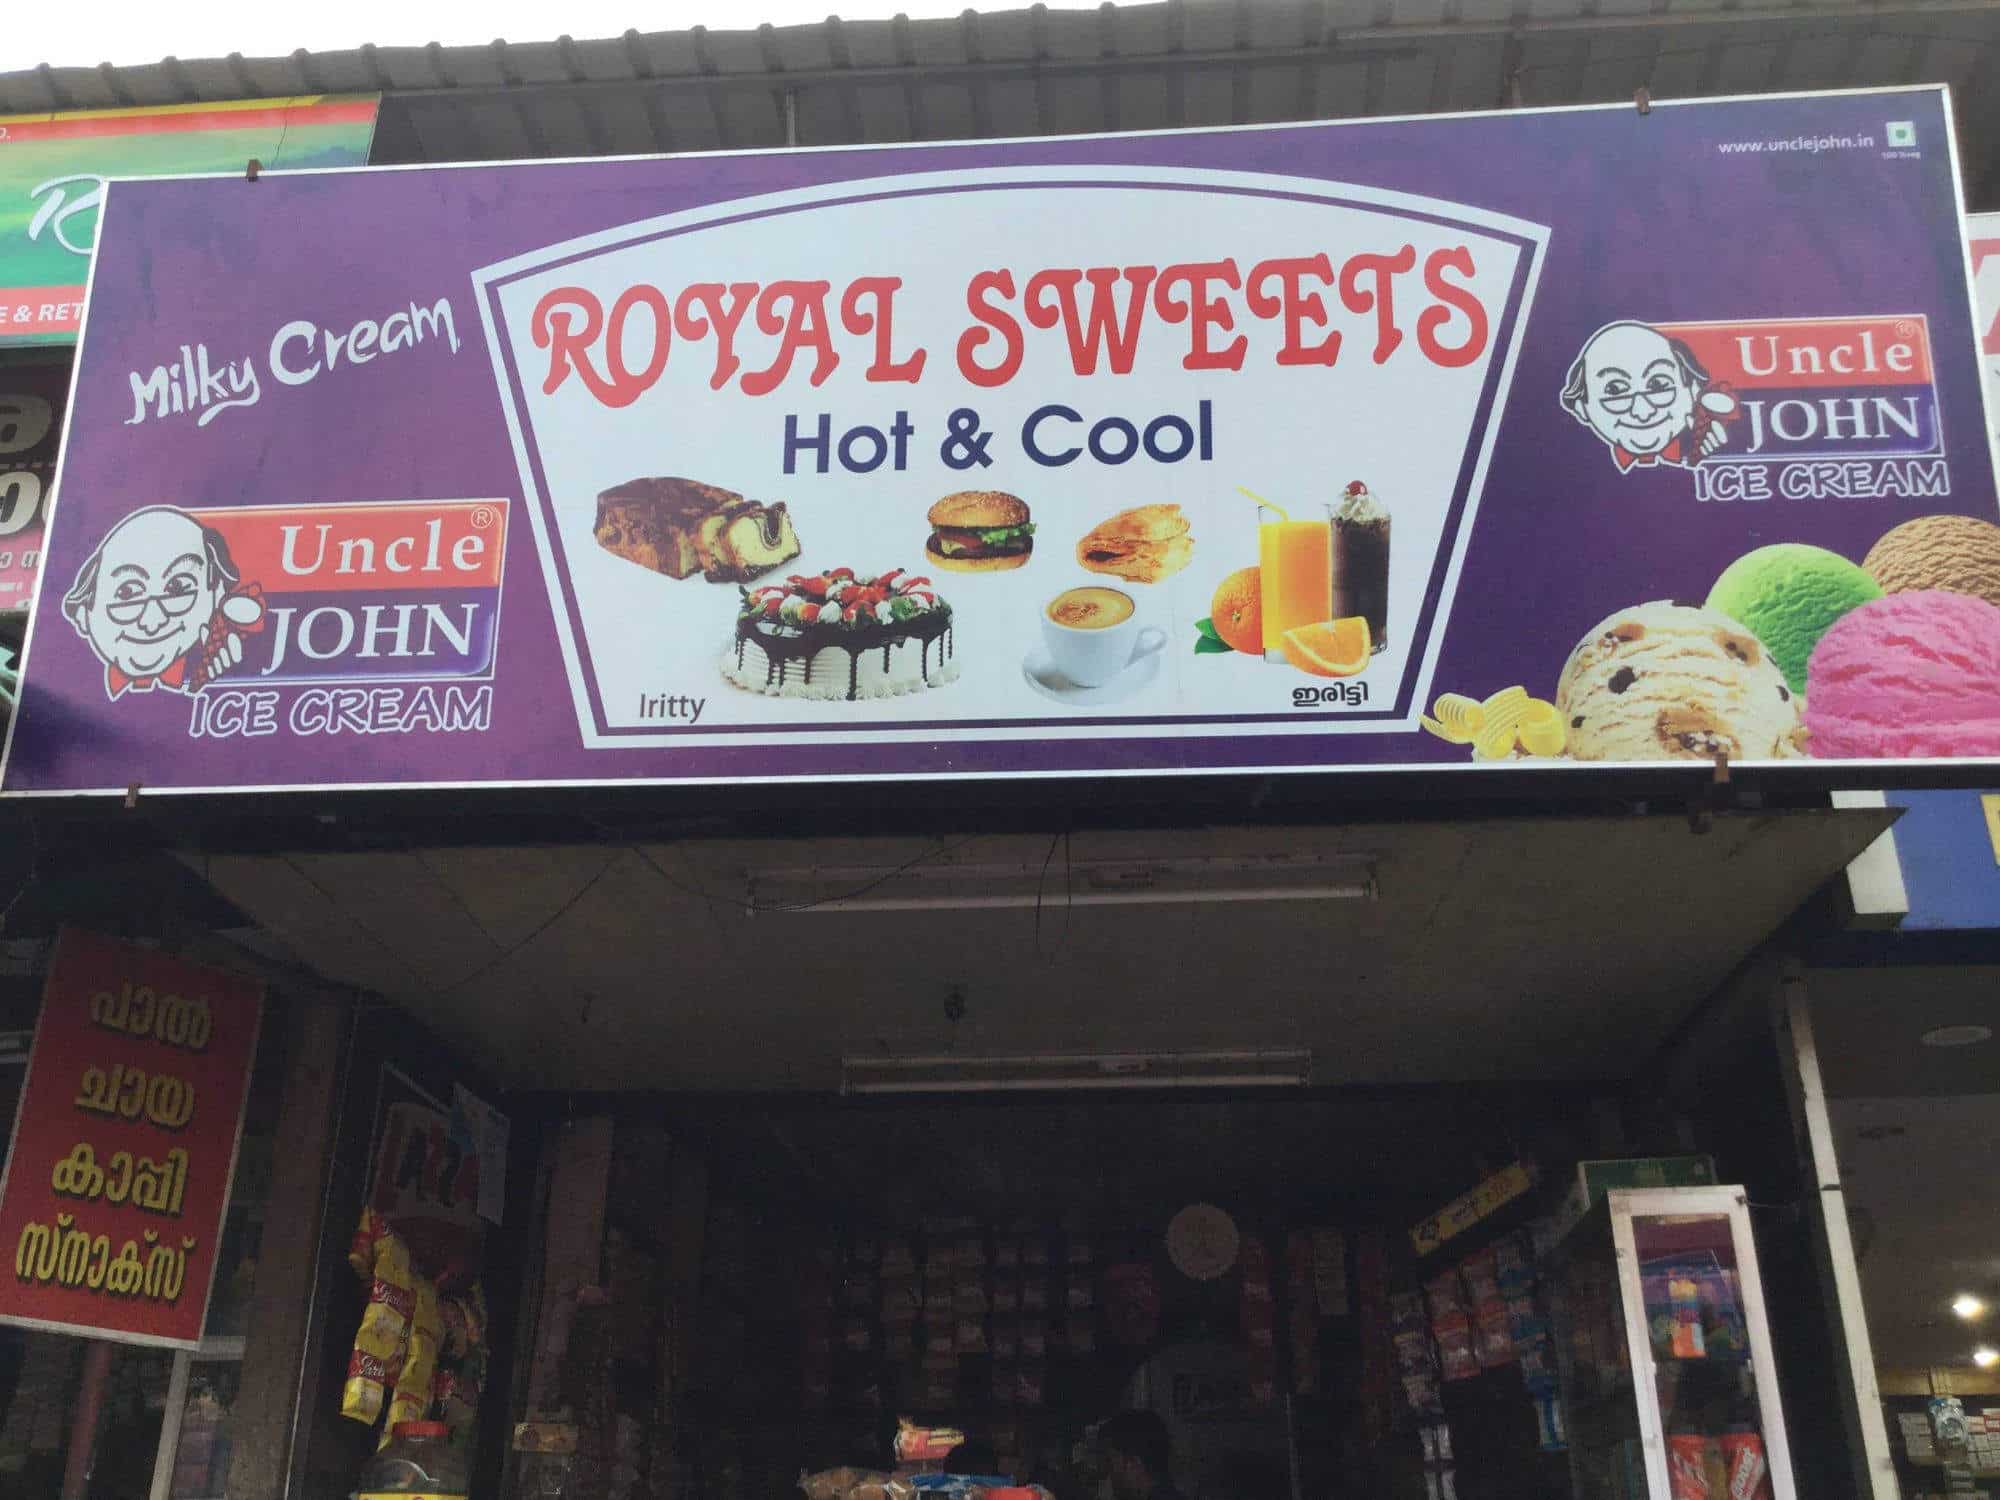 www.unclejohn.in
Milky Cream
ROYAL SWEETS
Hot & Cool
Uncle
JOHN
ICE CREAM
Uncle
JOHN
ICE CREAM
Iritty
ഇരിട്ടി
E & RET
പാൽ
ചായ
കാപ്പി
സ്നാക്സ്